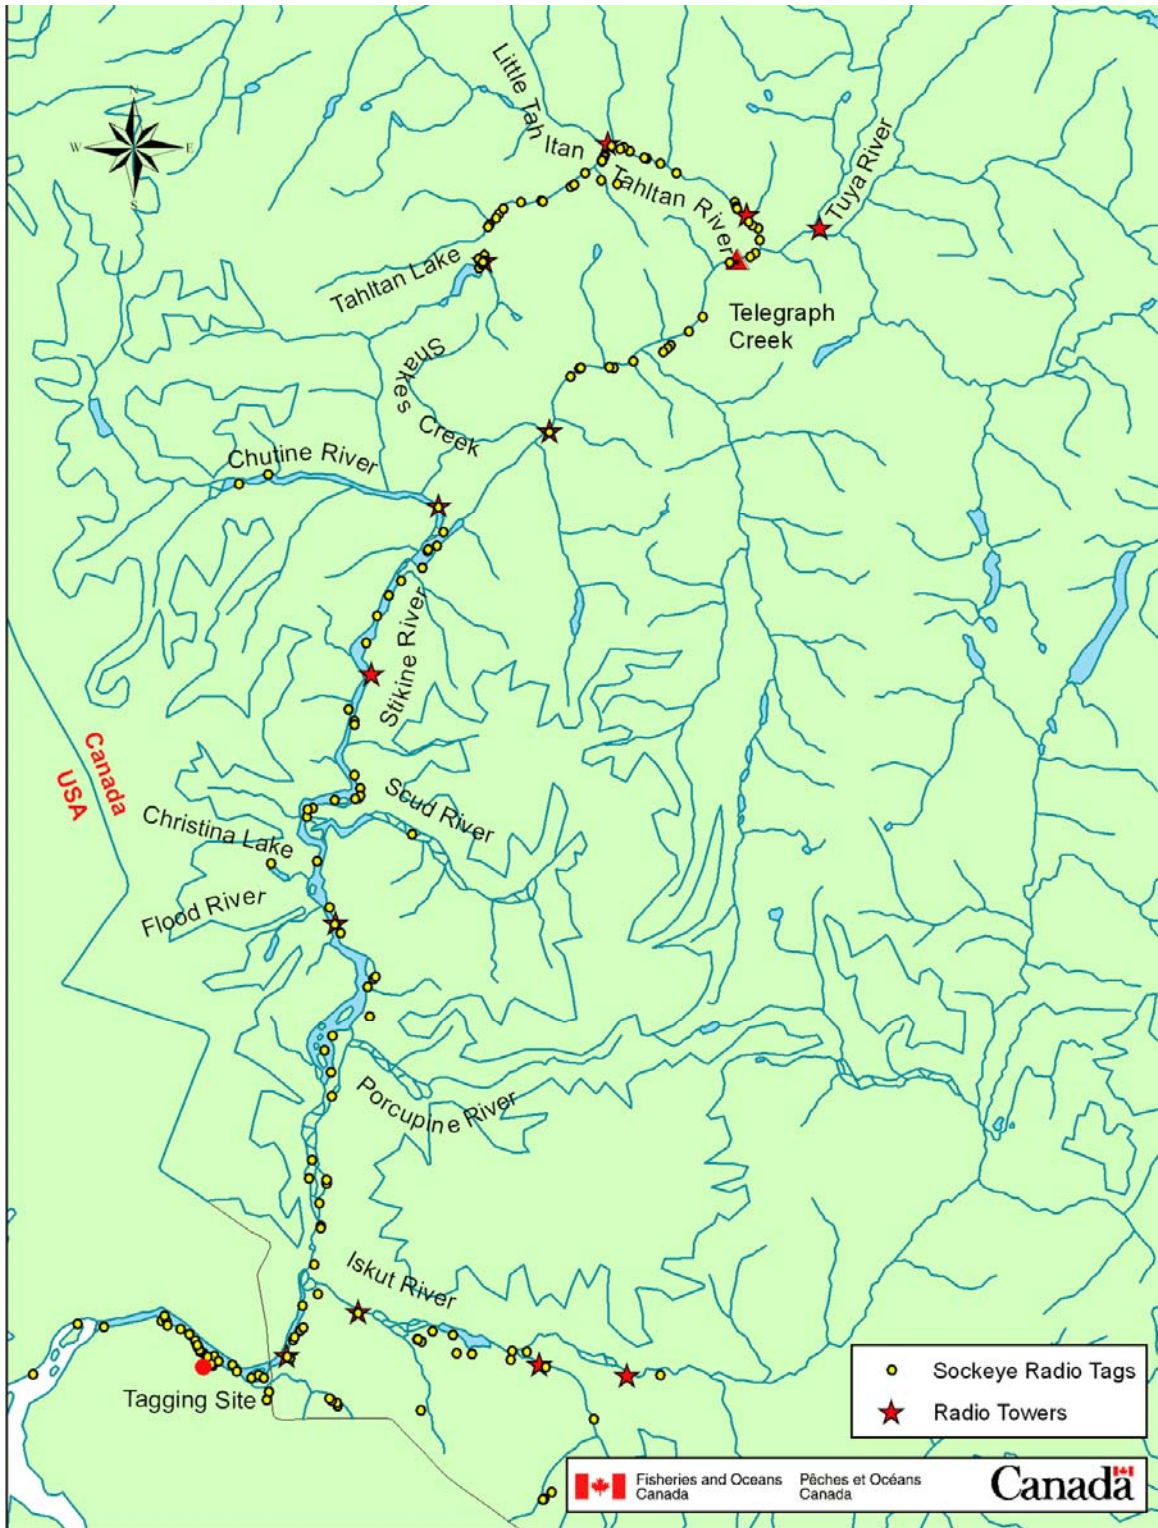 N
W
E
S
Little Tahltan
Tahltan River
Tuya River
Tahltan Lake
Telegraph
Creek
Shakes
Creek
Chutine River
Stikine River
Canada
USA
Scud River
Christina Lake
Flood River
Porcupine River
Iskut River
Tagging Site
Sockeye Radio Tags
Radio Towers
Fisheries and Oceans
Canada
Pêches et Océans
Canada
Canada